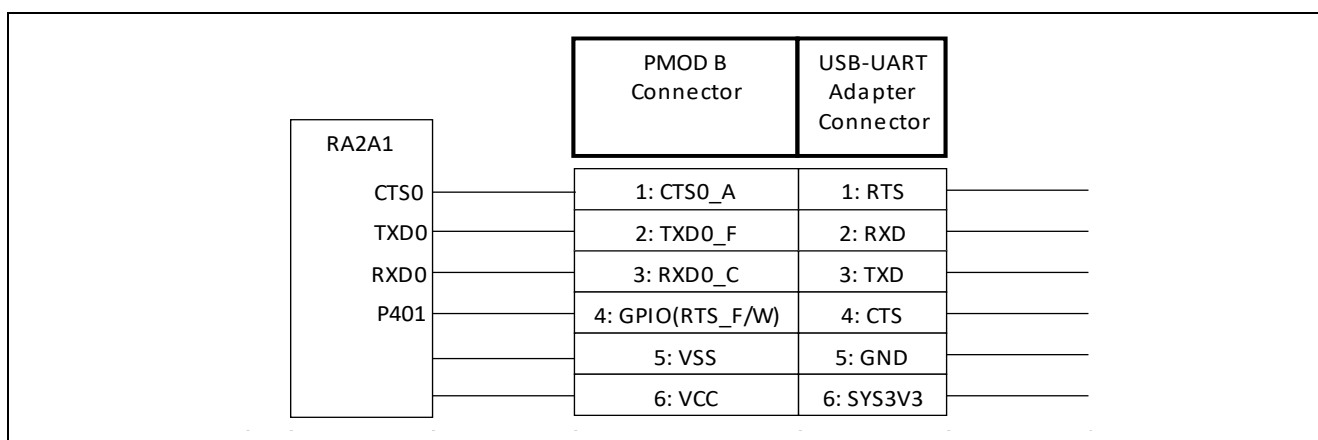 PMOD B
Connector
USB-UART
Adapter
Connector
RA2A1
CTS0
1: CTS0_A
1: RTS
TXD0
2: TXD0_F
2: RXD
RXD0
3: RXD0_C
3: TXD
P401
4: GPIO(RTS_F/W)
4: CTS
5: VSS
5: GND
6: VCC
6: SYS3V3